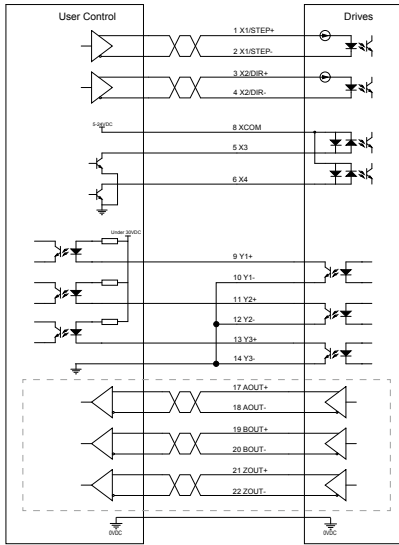 User Control
Drives
1 X1/STEP+
2 X1/STEP-
3 X2/DIR+
4 X2/DIR-
5-24VDC
8 XCOM
5 X3
6 X4
Under 30VDC
9 Y1+
10 Y1-
11 Y2+
12 Y2-
13 Y3+
14 Y3-
17 AOUT+
18 AOUT-
19 BOUT+
20 BOUT-
21 ZOUT+
22 ZOUT-
0VDC
0VDC